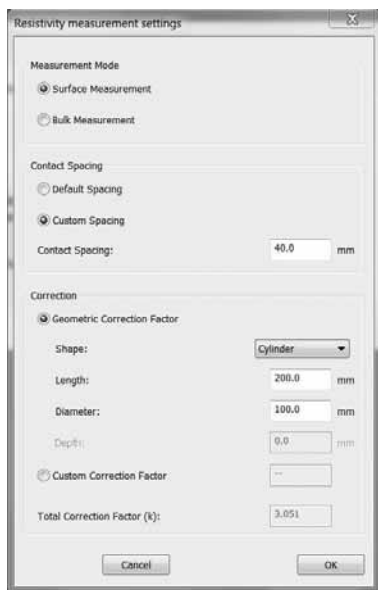 Resistivity measurement settings
Measurement Mode
Surface Measurement
Bulk Measurement
Contact Spacing
Default Spacing
Custom Spacing
Contact Spacing: 40.0 mm
Correction
Geometric Correction Factor
Shape: Cylinder
Length: 200.0 mm
Diameter: 100.0 mm
Depth: 0.0 mm
Custom Correction Factor --
Total Correction Factor (k): 3.051
Cancel OK